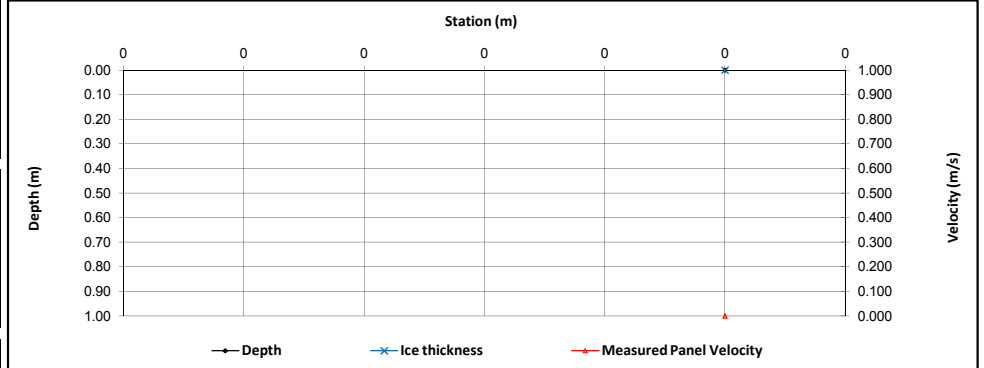 Station (m)
0 0 0 0 0 0 0
0.00 1.000
0.10 0.900
0.20 0.800
0.30 0.700
0.40 0.600
0.50 0.500
0.60 0.400
0.70 0.300
0.80 0.200
0.90 0.100
1.00 0.000
Depth (m)
Velocity (m/s)
Depth Ice thickness Measured Panel Velocity